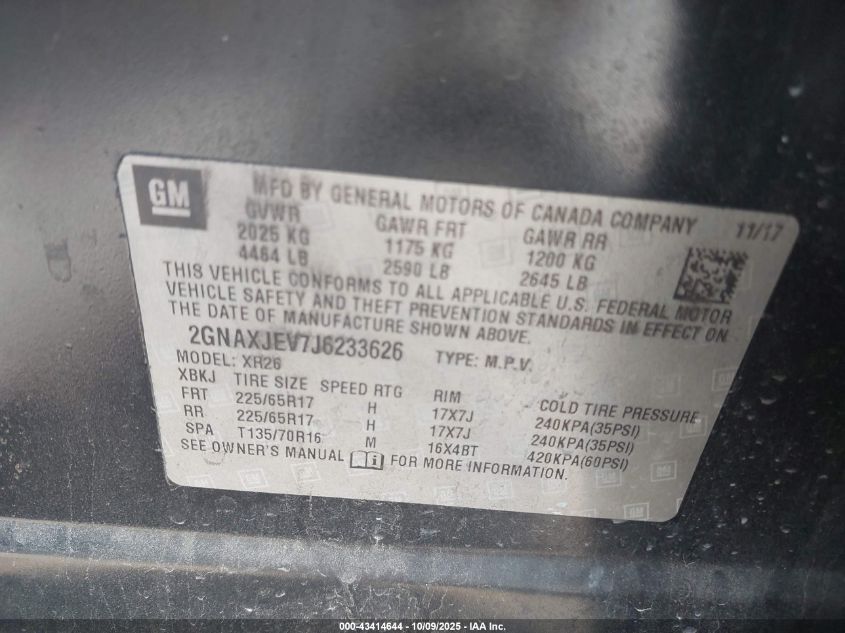 GM
MFD BY GENERAL MOTORS OF CANADA COMPANY 11/17
GVWR GAWR FRT GAWR RR
2025 KG 1175 KG 1200 KG
4464 LB 2590 LB 2645 LB
THIS VEHICLE CONFORMS TO ALL APPLICABLE U.S. FEDERAL MOTOR
VEHICLE SAFETY AND THEFT PREVENTION STANDARDS IN EFFECT ON
THE DATE OF MANUFACTURE SHOWN ABOVE.
2GNAXJEV7J6233626 TYPE: M.P.V.
MODEL: XR26
XBKJ TIRE SIZE SPEED RTG RIM COLD TIRE PRESSURE
FRT 225/65R17 H 17X7J 240KPA(35PSI)
RR 225/65R17 H 17X7J 240KPA(35PSI)
SPA T135/70R16 M 16X4BT 420KPA(60PSI)
SEE OWNER'S MANUAL FOR MORE INFORMATION.
000-43414644 | 10/09/2025 | IAA Inc.